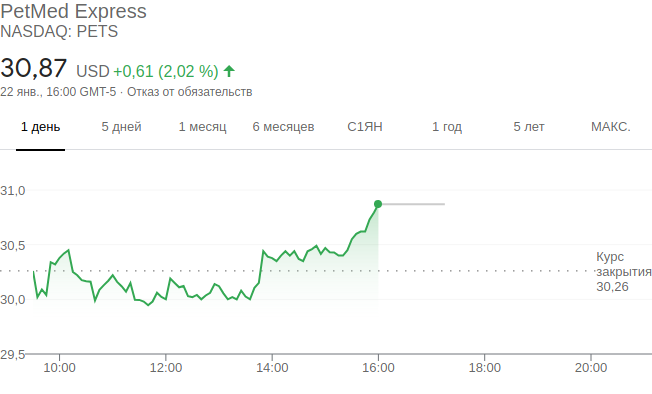 PetMed Express
NASDAQ: PETS
30,87 USD +0,61 (2,02 %)
22 янв., 16:00 GMT-5 · Отказ от обязательств
1 день 5 дней 1 месяц 6 месяцев С1ЯН 1 год 5 лет МАКС.
31,0
30,5
Курс
закрытия
30,26
30,0
29,5
10:00 12:00 14:00 16:00 18:00 20:00